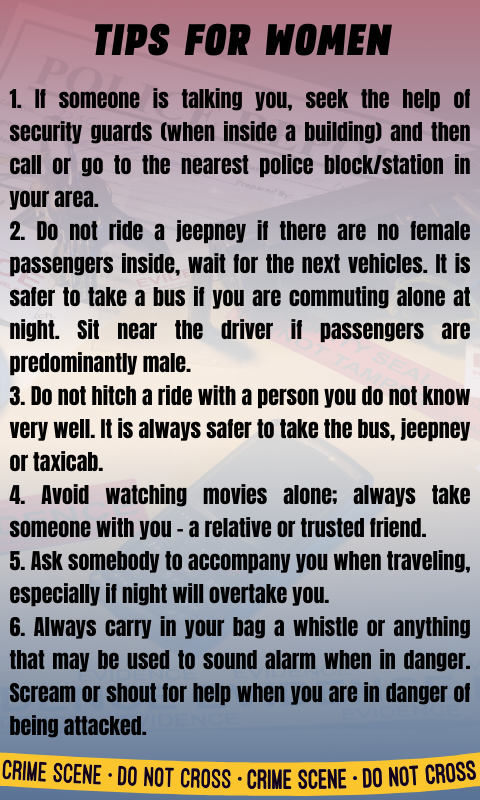 TIPS FOR WOMEN
1. If someone is talking you, seek the help of
security guards (when inside a building) and then
call or go to the nearest police block/station in
your area.
2. Do not ride a jeepney if there are no female
passengers inside, wait for the next vehicles. It is
safer to take a bus if you are commuting alone at
night. Sit near the driver if passengers are
predominantly male.
3. Do not hitch a ride with a person you do not know
very well. It is always safer to take the bus, jeepney
or taxicab.
4. Avoid watching movies alone; always take
someone with you - a relative or trusted friend.
5. Ask somebody to accompany you when traveling,
especially if night will overtake you.
6. Always carry in your bag a whistle or anything
that may be used to sound alarm when in danger.
Scream or shout for help when you are in danger of
being attacked.
CRIME SCENE · DO NOT CROSS · CRIME SCENE · DO NOT CROSS
POLICE REPORT
Prepared By:
EVIDENCE
EVIDENCE
EVIDENCE